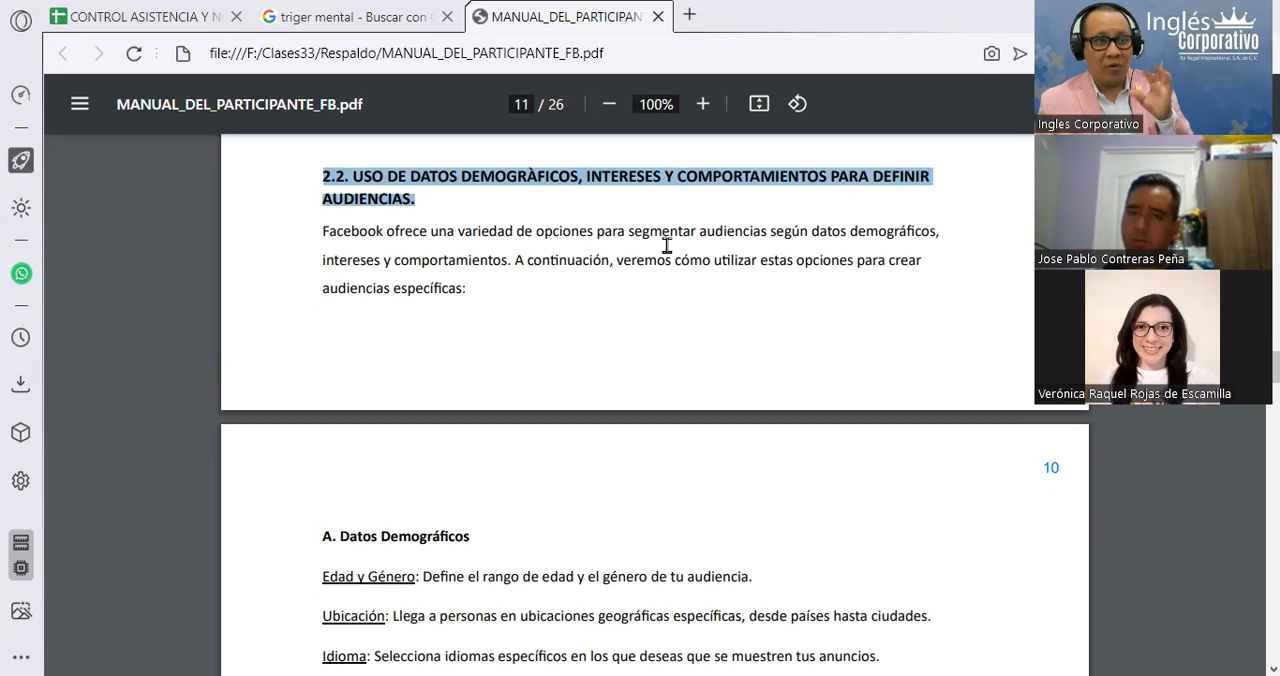 CONTROL ASISTENCIA Y N
triger mental - Buscar con
MANUAL_DEL_PARTICIPAN
file:///F:/Clases33/Respaldo/MANUAL_DEL_PARTICIPANTE_FB.pdf
MANUAL_DEL_PARTICIPANTE_FB.pdf
11 / 26
100%
2.2. USO DE DATOS DEMOGRÀFICOS, INTERESES Y COMPORTAMIENTOS PARA DEFINIR
AUDIENCIAS.
Facebook ofrece una variedad de opciones para segmentar audiencias según datos demográficos,
intereses y comportamientos. A continuación, veremos cómo utilizar estas opciones para crear
audiencias específicas:
10
A. Datos Demográficos
Edad y Género: Define el rango de edad y el género de tu audiencia.
Ubicación: Llega a personas en ubicaciones geográficas específicas, desde países hasta ciudades.
Idioma: Selecciona idiomas específicos en los que deseas que se muestren tus anuncios.
Inglés
Corporativo
By Regal International, S.A. de C.V.
Ingles Corporativo
Jose Pablo Contreras Peña
Verónica Raquel Rojas de Escamilla